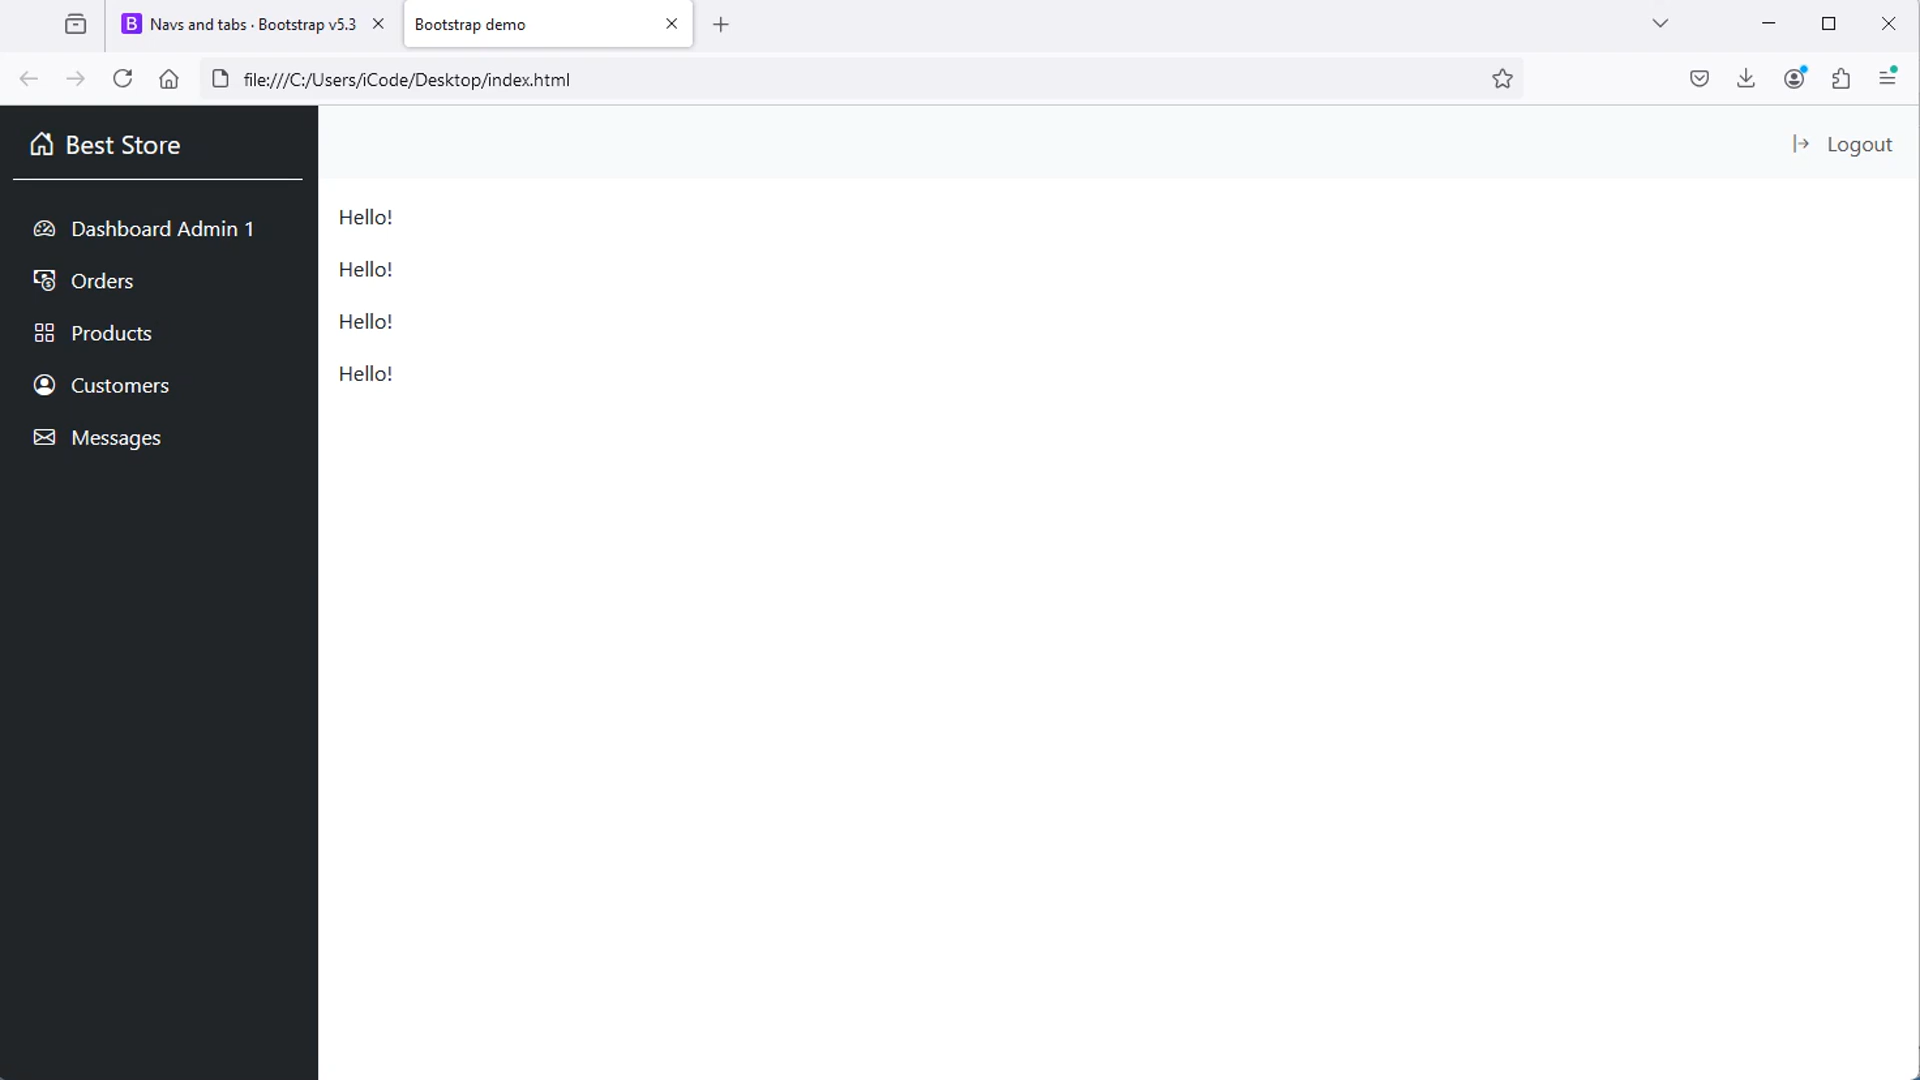 Navs and tabs · Bootstrap v5.3
Bootstrap demo
file:///C:/Users/iCode/Desktop/index.html
Best Store
Logout
Dashboard Admin 1
Orders
Products
Customers
Messages
Hello!
Hello!
Hello!
Hello!